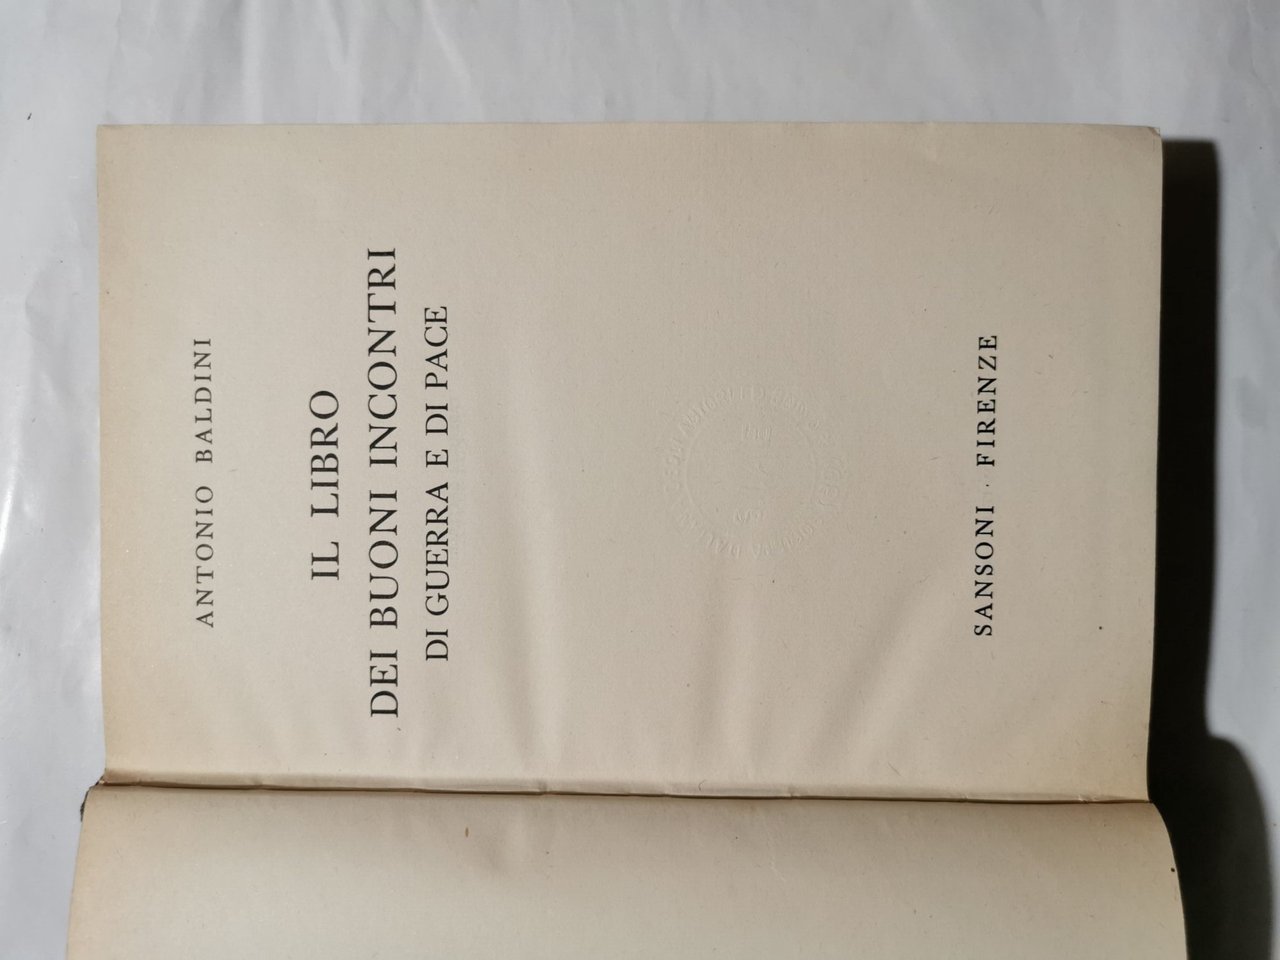 ANTONIO BALDINI
IL LIBRO
DEI BUONI INCONTRI
DI GUERRA E DI PACE
SANSONI · FIRENZE